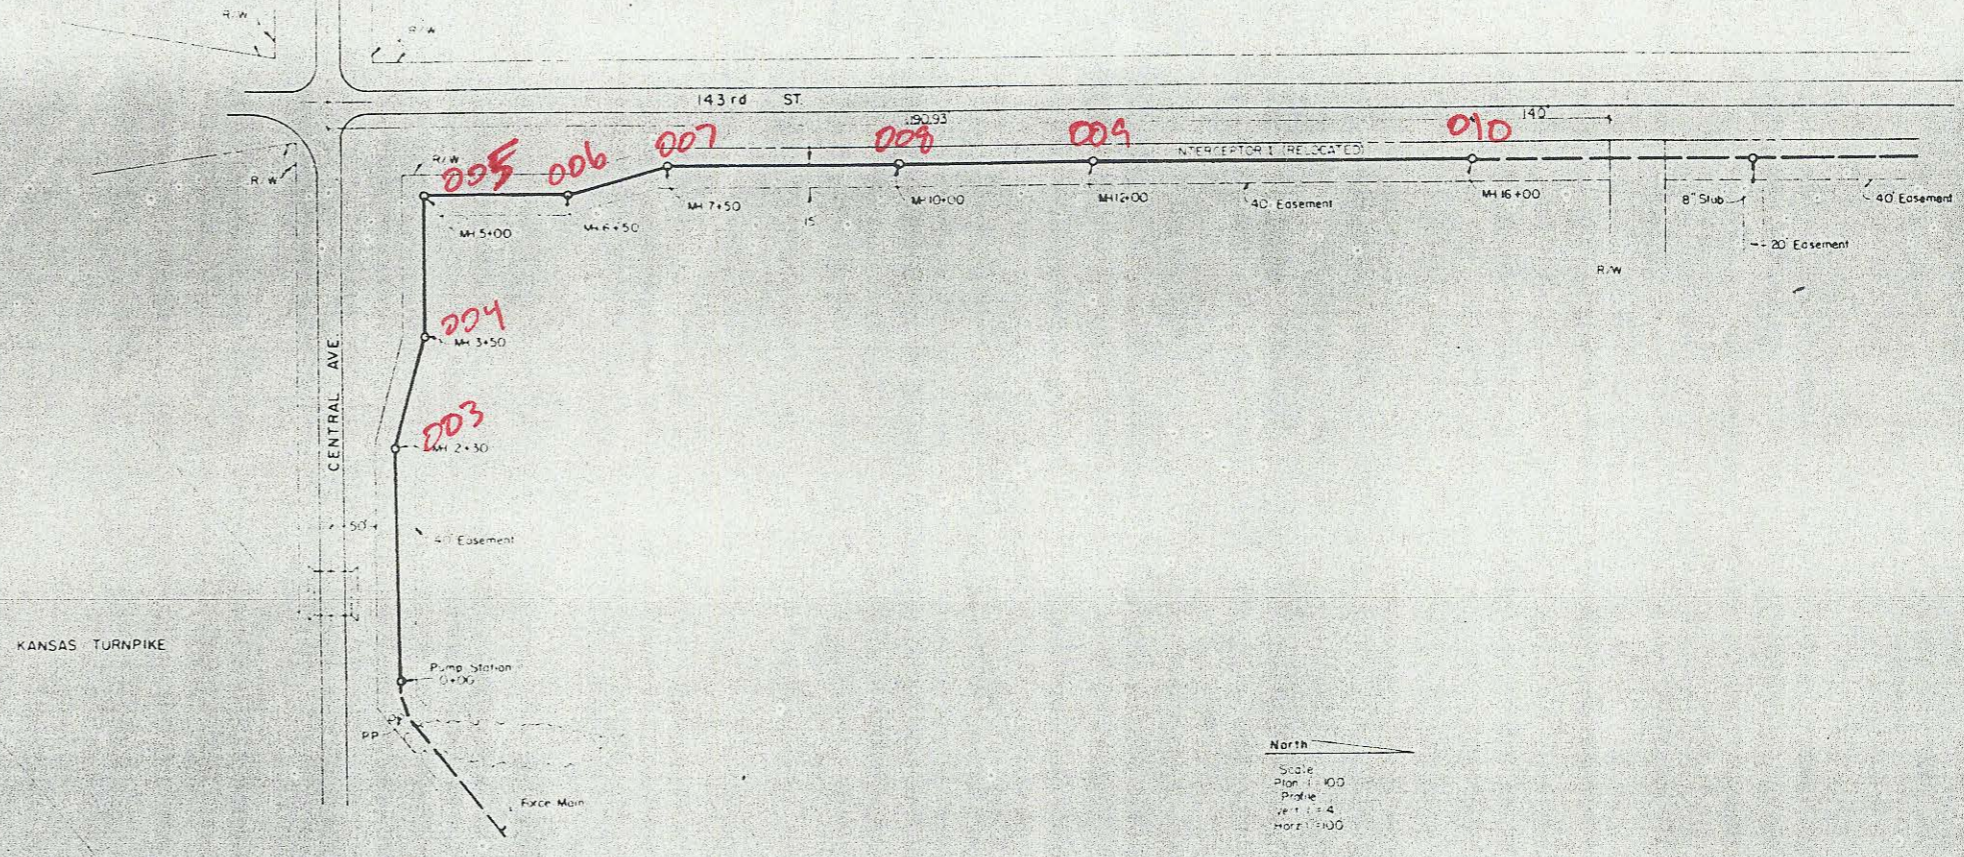 R/W
R/W
143 rd ST.
190.93
140'
007
008
009
010
INTERCEPTOR 1 (RELOCATED)
R/W
R/W
005
006
MH 5+00
MH 6+50
MH 7+50
15
MH 10+00
MH 12+00
40' Easement
MH 16+00
8" Stub
40' Easement
20' Easement
R/W
004
MH 3+50
CENTRAL AVE.
003
MH 2+30
50'
40' Easement
KANSAS TURNPIKE
Pump Station
0+00
PP
Force Main
North
Scale
Plan 1"=100
Profile
Vert 1"=4
Horz 1"=100